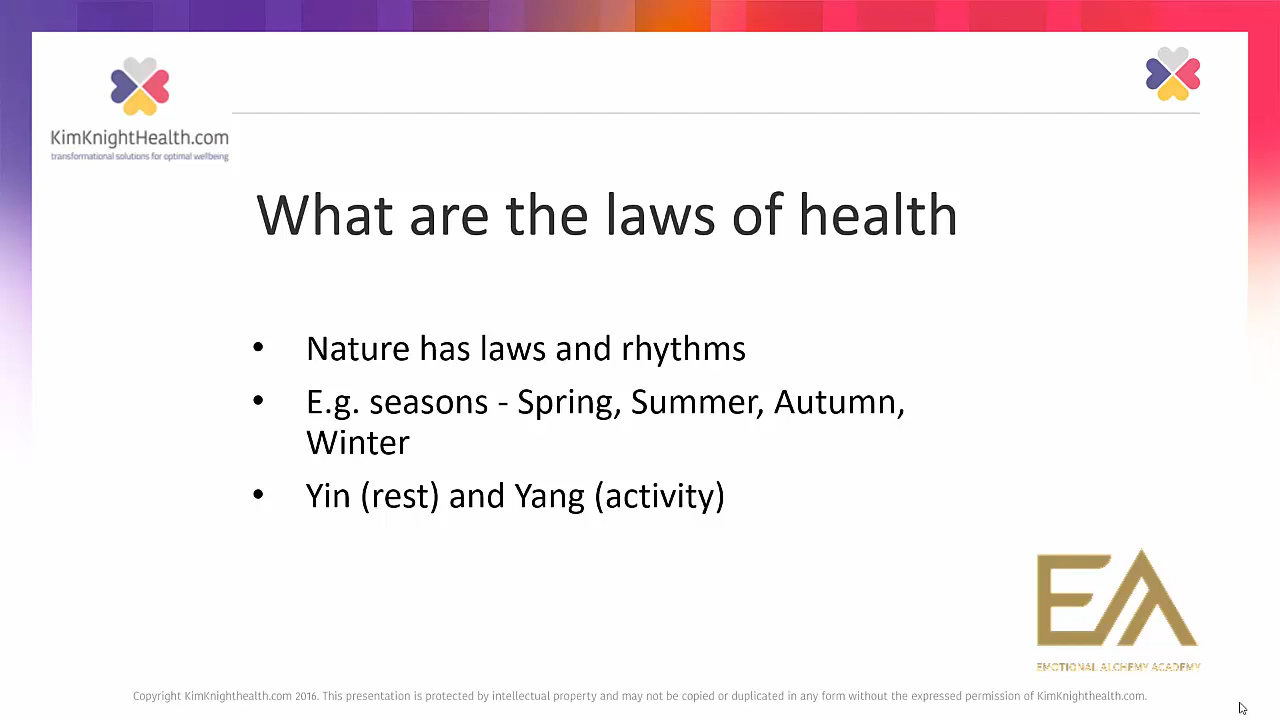 KimKnightHealth.com
transformational solutions for optimal wellbeing
What are the laws of health
• Nature has laws and rhythms
• E.g. seasons - Spring, Summer, Autumn,
Winter
• Yin (rest) and Yang (activity)
EA
EMOTIONAL ALCHEMY ACADEMY
Copyright KimKnighthealth.com 2016. This presentation is protected by intellectual property and may not be copied or duplicated in any form without the expressed permission of KimKnighthealth.com.